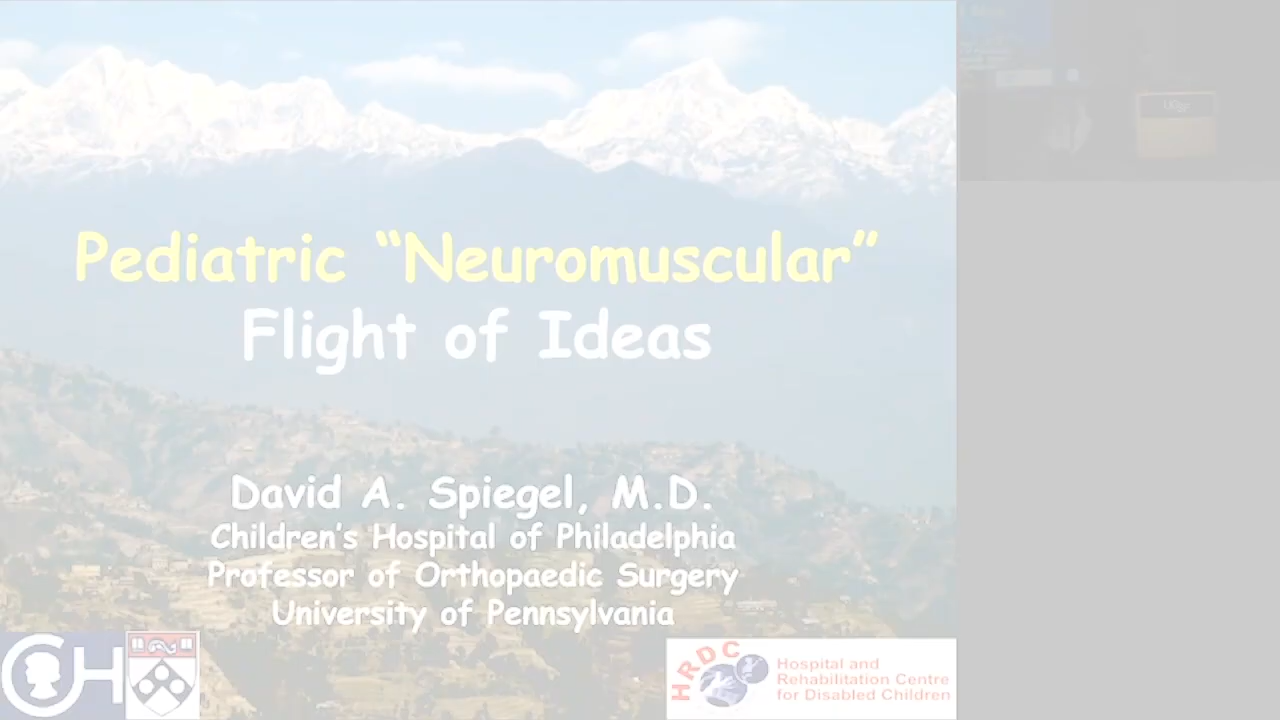 Pediatric “Neuromuscular”
Flight of Ideas
David A. Spiegel, M.D.
Children's Hospital of Philadelphia
Professor of Orthopaedic Surgery
University of Pennsylvania
CH
HRDC
Hospital and
Rehabilitation Centre
for Disabled Children